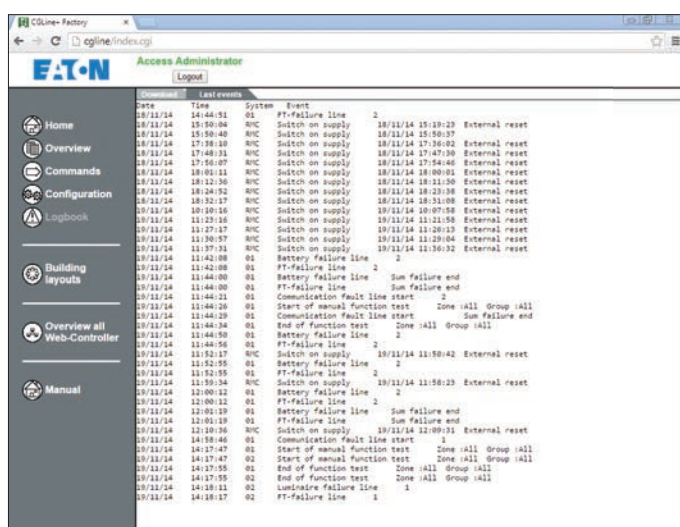 CGLine+ Factory
cgline/index.cgi
EATON
Access Administrator
Logout
Download Last events
Home
Overview
Commands
Configuration
Logbook
Building layouts
Overview all Web-Controller
Manual
Date Time System Event
18/11/14 14:44:51 01 FT-failure line 2
18/11/14 15:50:04 RMC Switch on supply 18/11/14 15:19:23 External reset
18/11/14 15:50:40 RMC Switch on supply 18/11/14 15:50:37
18/11/14 17:38:10 RMC Switch on supply 18/11/14 17:36:02 External reset
18/11/14 17:48:31 RMC Switch on supply 18/11/14 17:47:30 External reset
18/11/14 17:56:07 RMC Switch on supply 18/11/14 17:54:46 External reset
18/11/14 18:01:11 RMC Switch on supply 18/11/14 18:00:01 External reset
18/11/14 18:12:36 RMC Switch on supply 18/11/14 18:11:30 External reset
18/11/14 18:24:52 RMC Switch on supply 18/11/14 18:23:38 External reset
18/11/14 18:32:17 RMC Switch on supply 18/11/14 18:31:08 External reset
19/11/14 10:10:16 RMC Switch on supply 19/11/14 10:07:58 External reset
19/11/14 11:23:16 RMC Switch on supply 19/11/14 11:21:58 External reset
19/11/14 11:27:17 RMC Switch on supply 19/11/14 11:26:13 External reset
19/11/14 11:30:57 RMC Switch on supply 19/11/14 11:29:04 External reset
19/11/14 11:37:31 RMC Switch on supply 19/11/14 11:36:32 External reset
19/11/14 11:42:08 01 Battery failure line 2
19/11/14 11:42:08 01 FT-failure line 2
19/11/14 11:44:00 01 Battery failure line Sum failure end
19/11/14 11:44:00 01 FT-failure line Sum failure end
19/11/14 11:44:21 01 Communication fault line start 2
19/11/14 11:44:26 01 Start of manual function test Zone :All Group :All
19/11/14 11:44:29 01 Communication fault line start Sum failure end
19/11/14 11:44:34 01 End of function test Zone :All Group :All
19/11/14 11:44:50 01 Battery failure line 2
19/11/14 11:44:56 01 FT-failure line 2
19/11/14 11:52:17 RMC Switch on supply 19/11/14 11:50:42 External reset
19/11/14 11:52:55 01 Battery failure line 2
19/11/14 11:52:55 01 FT-failure line 2
19/11/14 11:59:34 RMC Switch on supply 19/11/14 11:58:23 External reset
19/11/14 12:00:12 01 Battery failure line 2
19/11/14 12:00:12 01 FT-failure line 2
19/11/14 12:01:19 01 Battery failure line Sum failure end
19/11/14 12:01:19 01 FT-failure line Sum failure end
19/11/14 12:10:36 RMC Switch on supply 19/11/14 12:09:31 External reset
19/11/14 14:58:46 01 Communication fault line start 1
19/11/14 14:17:47 01 Start of manual function test Zone :All Group :All
19/11/14 14:17:47 02 Start of manual function test Zone :All Group :All
19/11/14 14:17:55 01 End of function test Zone :All Group :All
19/11/14 14:17:55 02 End of function test Zone :All Group :All
19/11/14 14:18:11 02 Luminaire failure line 1
19/11/14 14:18:17 02 FT-failure line 1